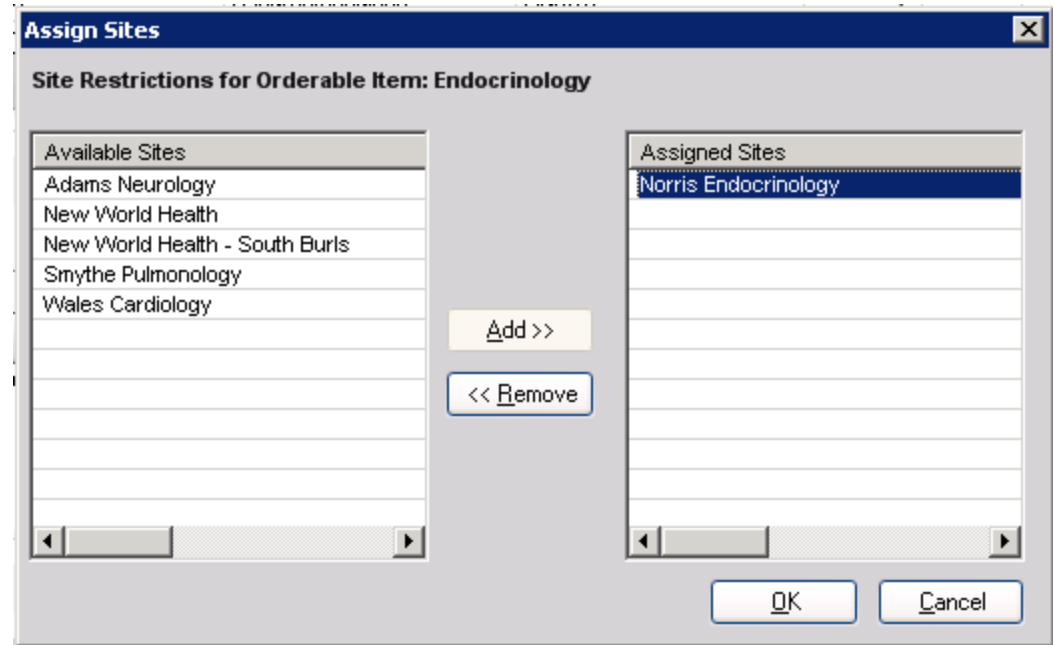 Assign Sites
Site Restrictions for Orderable Item: Endocrinology
Available Sites
Adams Neurology
New World Health
New World Health - South Burls
Smythe Pulmonology
Wales Cardiology
Add >>
<< Remove
Assigned Sites
Norris Endocrinology
OK
Cancel